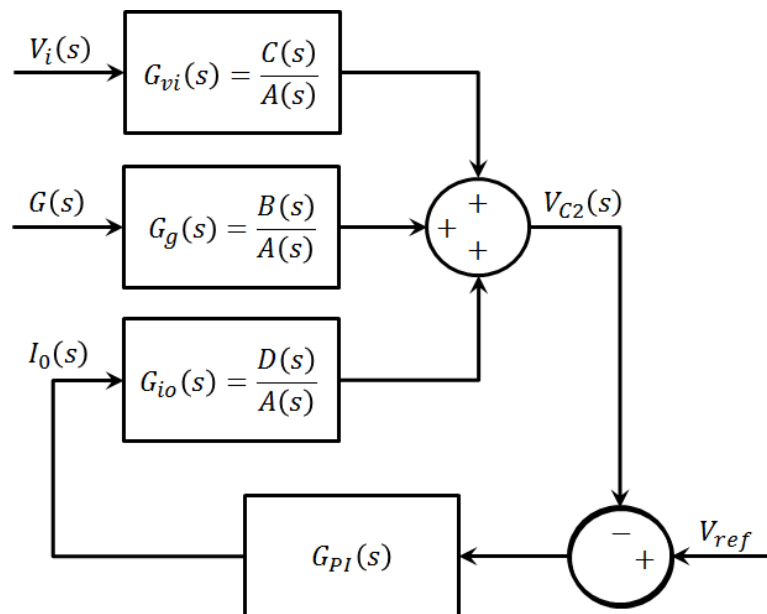 V_i(s)
G_{vi}(s) = \frac{C(s)}{A(s)}
G(s)
G_g(s) = \frac{B(s)}{A(s)}
+
+
+
V_{C2}(s)
I_0(s)
G_{io}(s) = \frac{D(s)}{A(s)}
G_{PI}(s)
−
+
V_{ref}